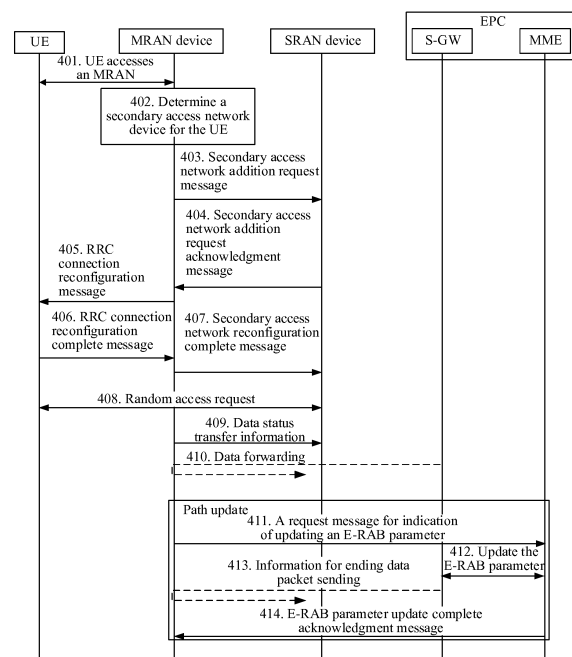 EPC
UE
MRAN device
SRAN device
S-GW
MME
401. UE accesses
an MRAN
402. Determine a
secondary access network
device for the UE
403. Secondary access
network addition request
message
404. Secondary access
network addition
request
acknowledgment
message
405. RRC
connection
reconfiguration
message
406. RRC connection
reconfiguration
complete message
407. Secondary access
network reconfiguration
complete message
408. Random access request
409. Data status
transfer information
410. Data forwarding
Path update
411. A request message for indication
of updating an E-RAB parameter
412. Update the
E-RAB parameter
413. Information for ending data
packet sending
414. E-RAB parameter update complete
acknowledgment message